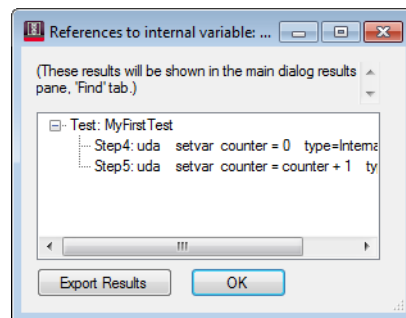 References to internal variable: ...
(These results will be shown in the main dialog results
pane, 'Find' tab.)
Test: MyFirstTest
Step4: uda setvar counter = 0 type=Interna
Step5: uda setvar counter = counter + 1 ty
Export Results
OK